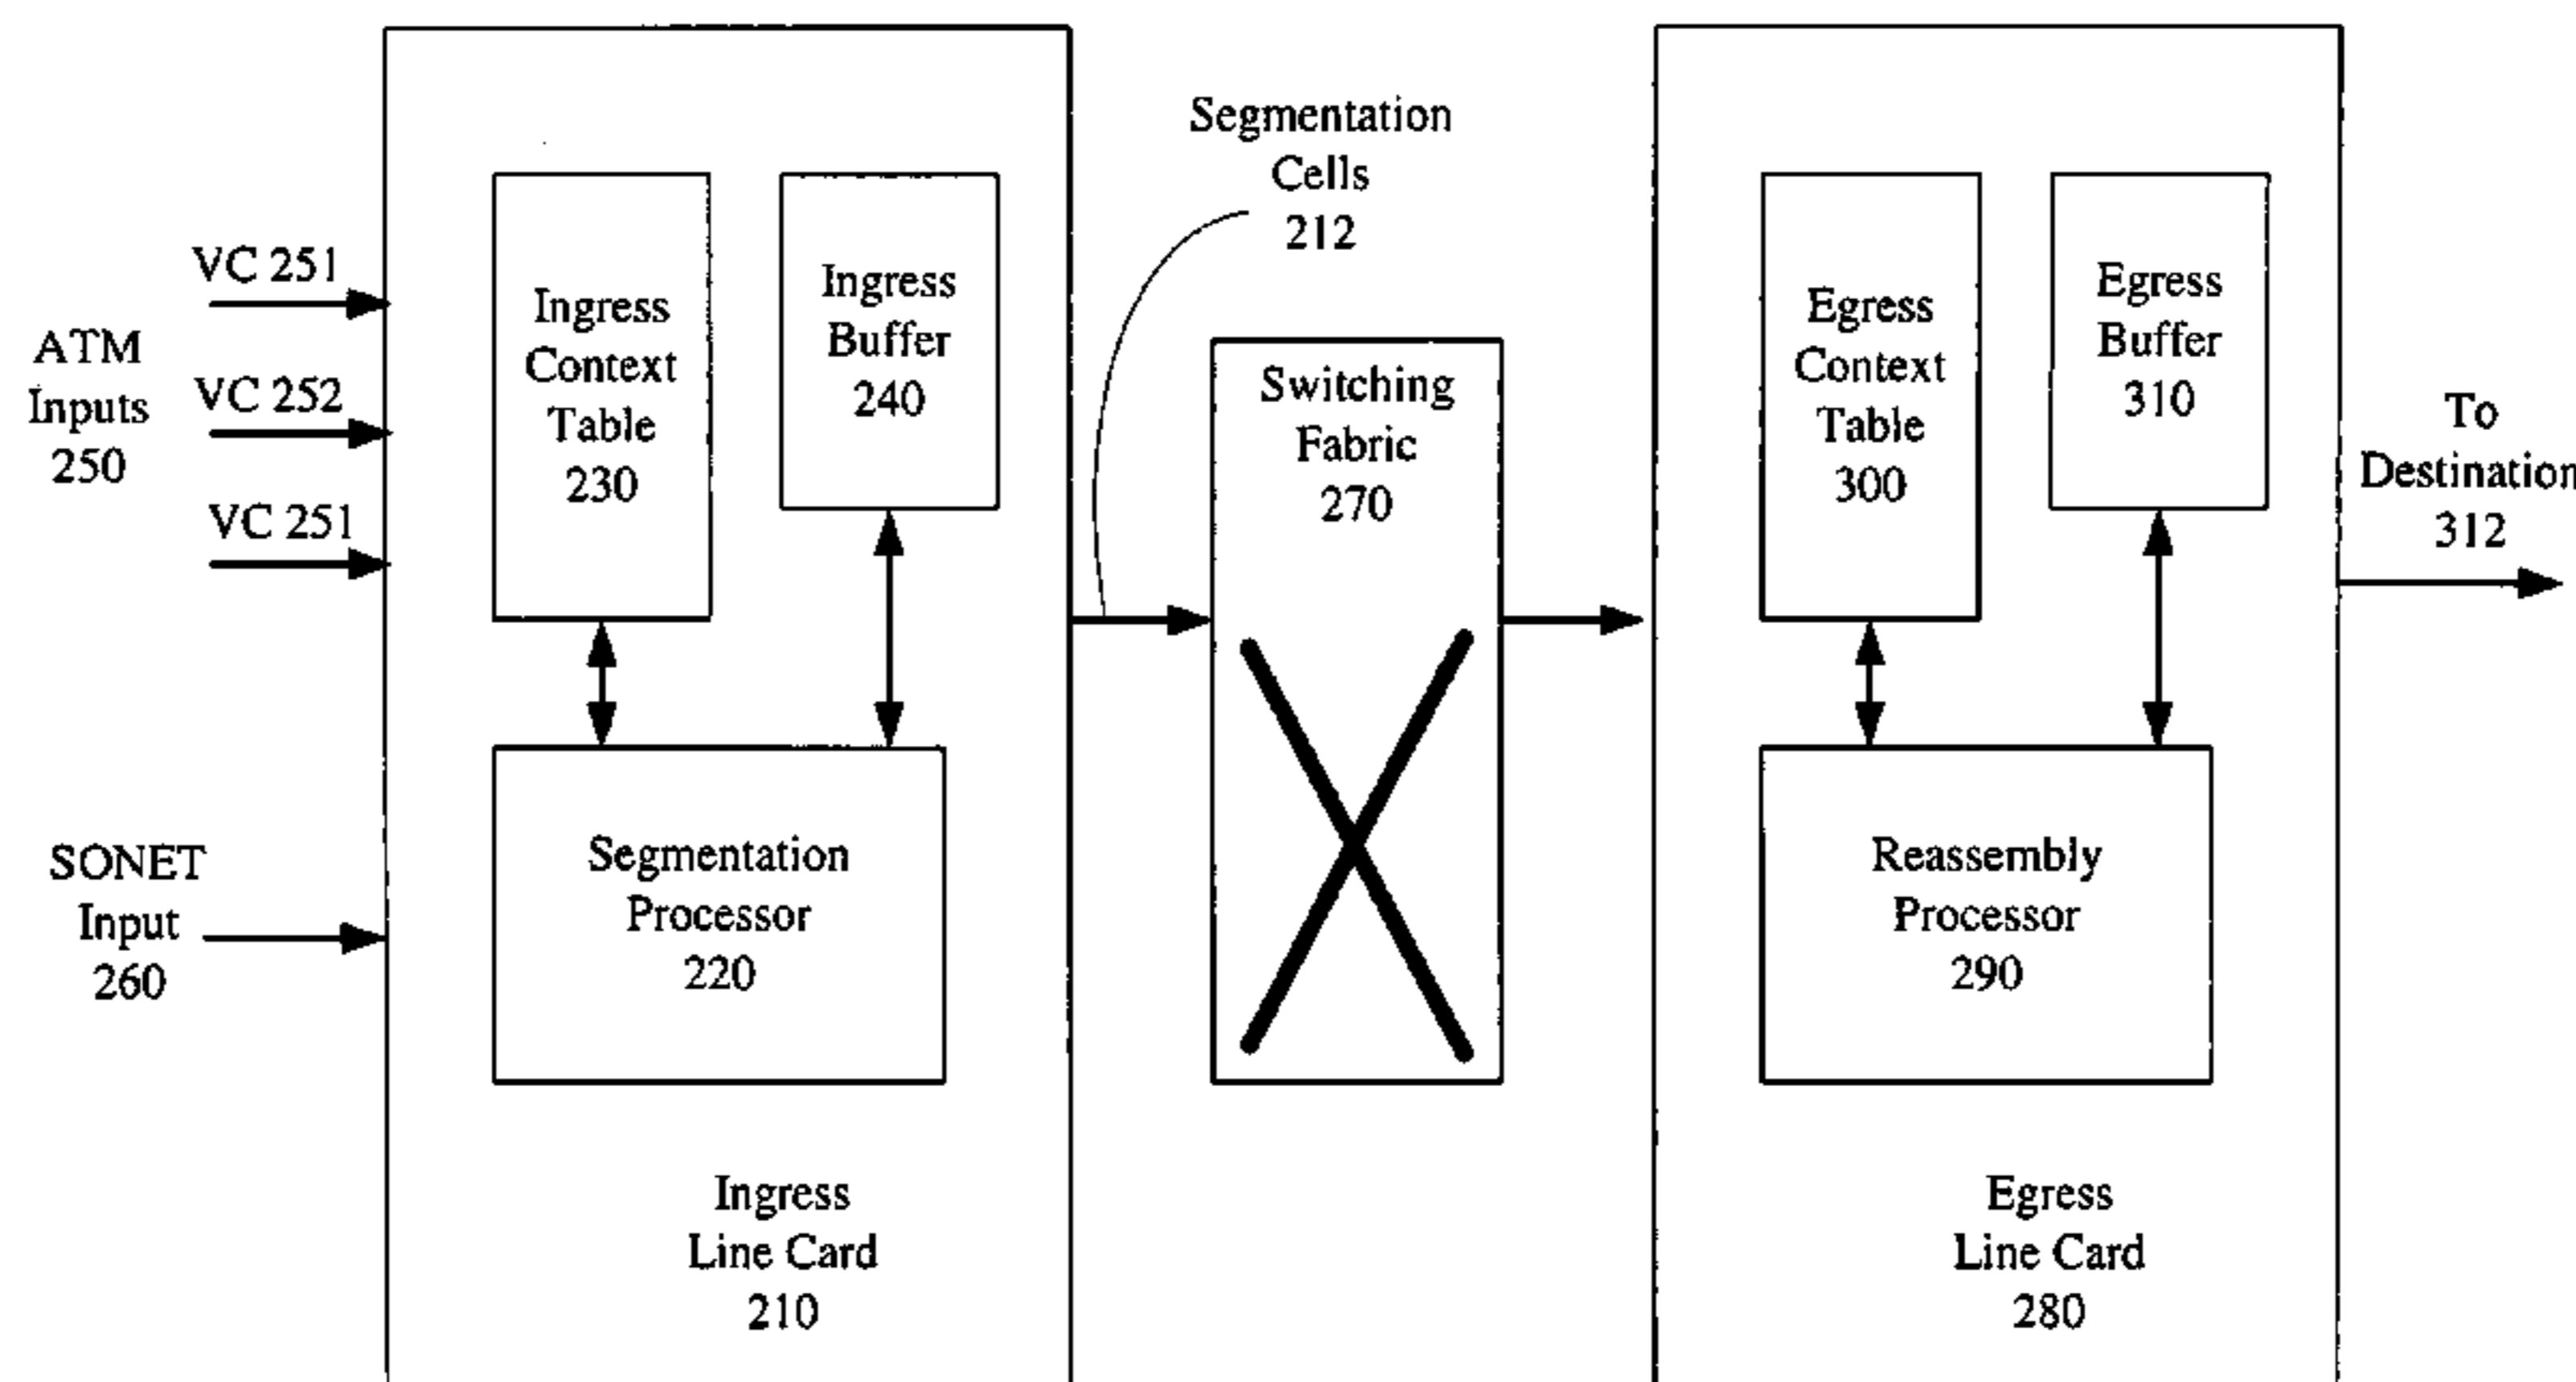 ATM
Inputs
250
VC 251
VC 252
VC 251
SONET
Input
260
Ingress
Context
Table
230
Ingress
Buffer
240
Segmentation
Processor
220
Ingress
Line Card
210
Segmentation
Cells
212
Switching
Fabric
270
Egress
Context
Table
300
Egress
Buffer
310
Reassembly
Processor
290
Egress
Line Card
280
To
Destination
312